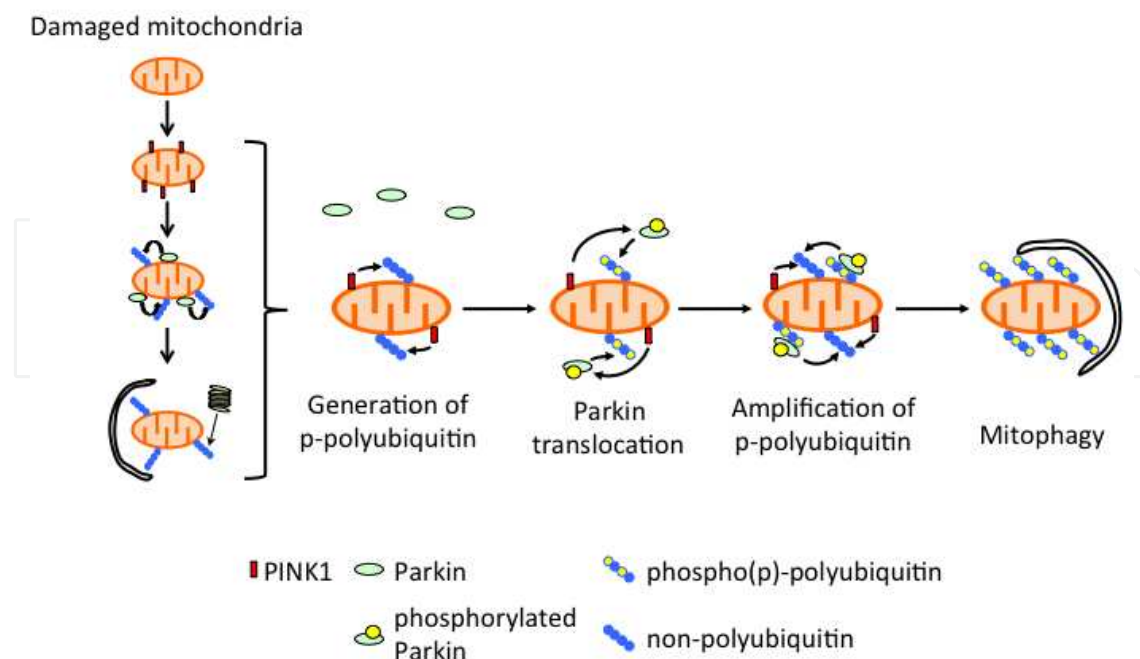 Damaged mitochondria
Generation of
p-polyubiquitin
Parkin
translocation
Amplification of
p-polyubiquitin
Mitophagy
PINK1
Parkin
phospho(p)-polyubiquitin
phosphorylated
Parkin
non-polyubiquitin